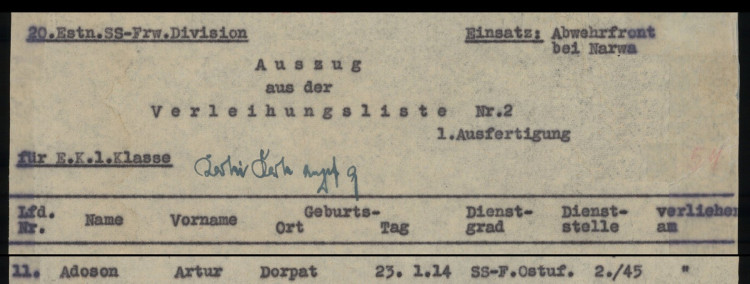 20.Estn.SS-Frw.Division
Einsatz: Abwehrfront
bei Narwa
Auszug
aus der
Verleihungsliste Nr.2
1.Ausfertigung
für E.K.1.Klasse
Lfd. Nr. Name Vorname Geburts- Ort Tag Dienst- grad Dienst- stelle verliehen am
11. Adoson Artur Dorpat 23. 1.14 SS-F.Ostuf. 2./45 "